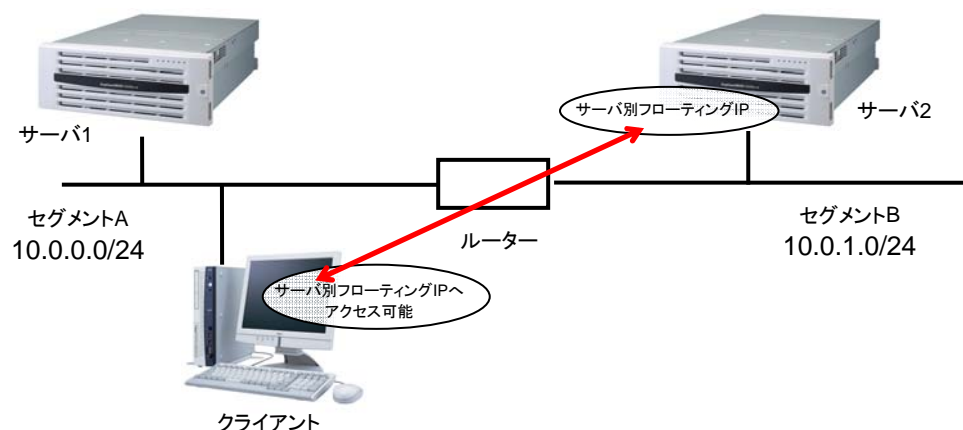 サーバ1
サーバ別フローティングIP
サーバ2
セグメントA
10.0.0.0/24
ルーター
セグメントB
10.0.1.0/24
サーバ別フローティングIPへ
アクセス可能
クライアント